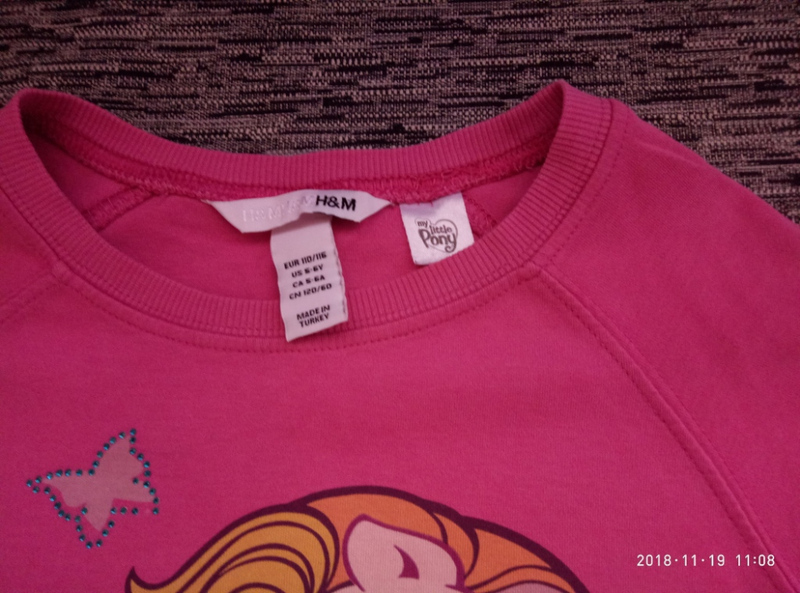 H&M
my
little
Pony
EUR 110/116
US 5-6Y
CA 5-6A
CN 120/60
MADE IN
TURKEY
2018·11·19 11:08